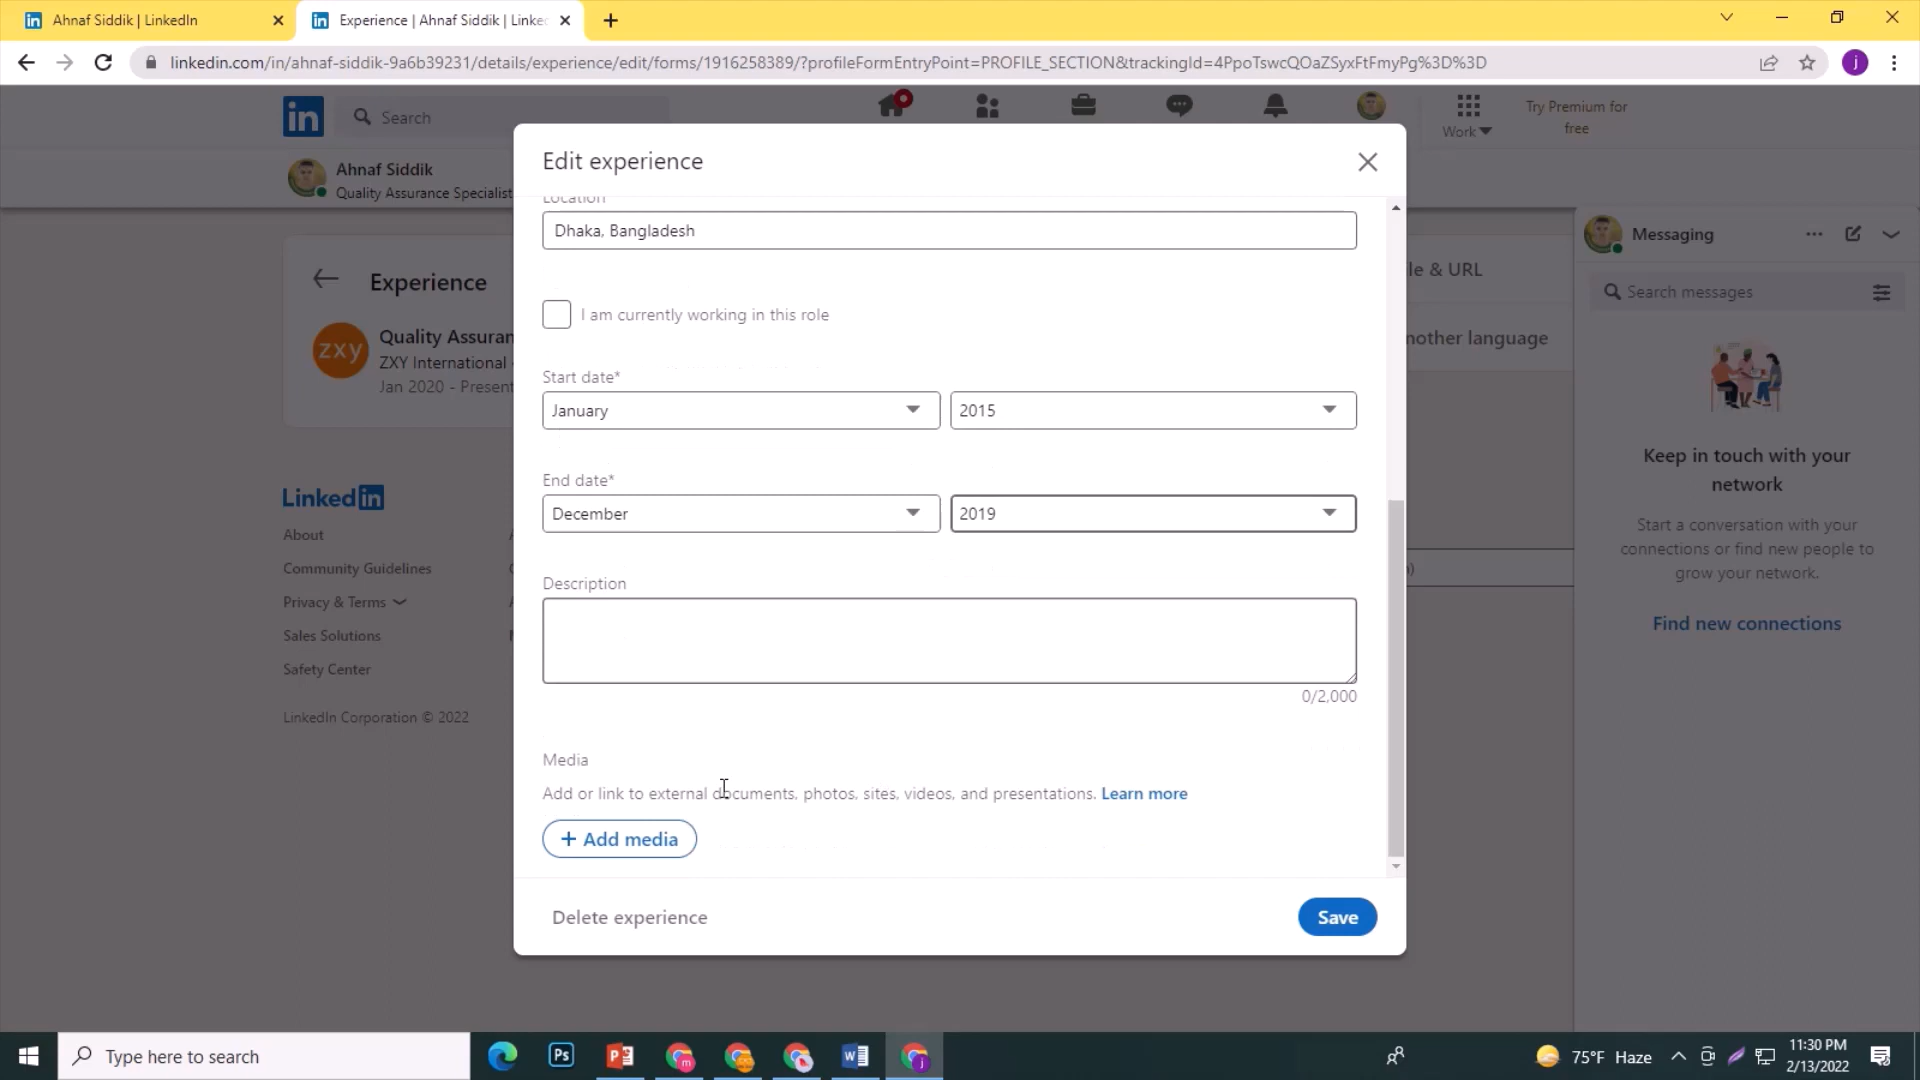 Ahnaf Siddik | LinkedIn
Experience | Ahnaf Siddik | Linke
linkedin.com/in/ahnaf-siddik-9a6b39231/details/experience/edit/forms/1916258389/?profileFormEntryPoint=PROFILE_SECTION&trackingId=4PpoTswcQOaZSyxFtFmyPg%3D%3D
j
in
Search
Work
Try Premium for
free
Ahnaf Siddik
Quality Assurance Specialist
Edit experience
Location
Dhaka, Bangladesh
I am currently working in this role
Start date*
January
2015
End date*
December
2019
Description
0/2,000
Media
Add or link to external documents, photos, sites, videos, and presentations. Learn more
+ Add media
Delete experience
Save
Experience
zxy
Quality Assuran
ZXY International
Jan 2020 - Present
le & URL
nother language
Linkedin
About
Community Guidelines
Privacy & Terms
Sales Solutions
Safety Center
LinkedIn Corporation © 2022
Messaging
Search messages
Keep in touch with your
network
Start a conversation with your
connections or find new people to
grow your network.
Find new connections
Type here to search
Ps
75°F Haze
11:30 PM
2/13/2022